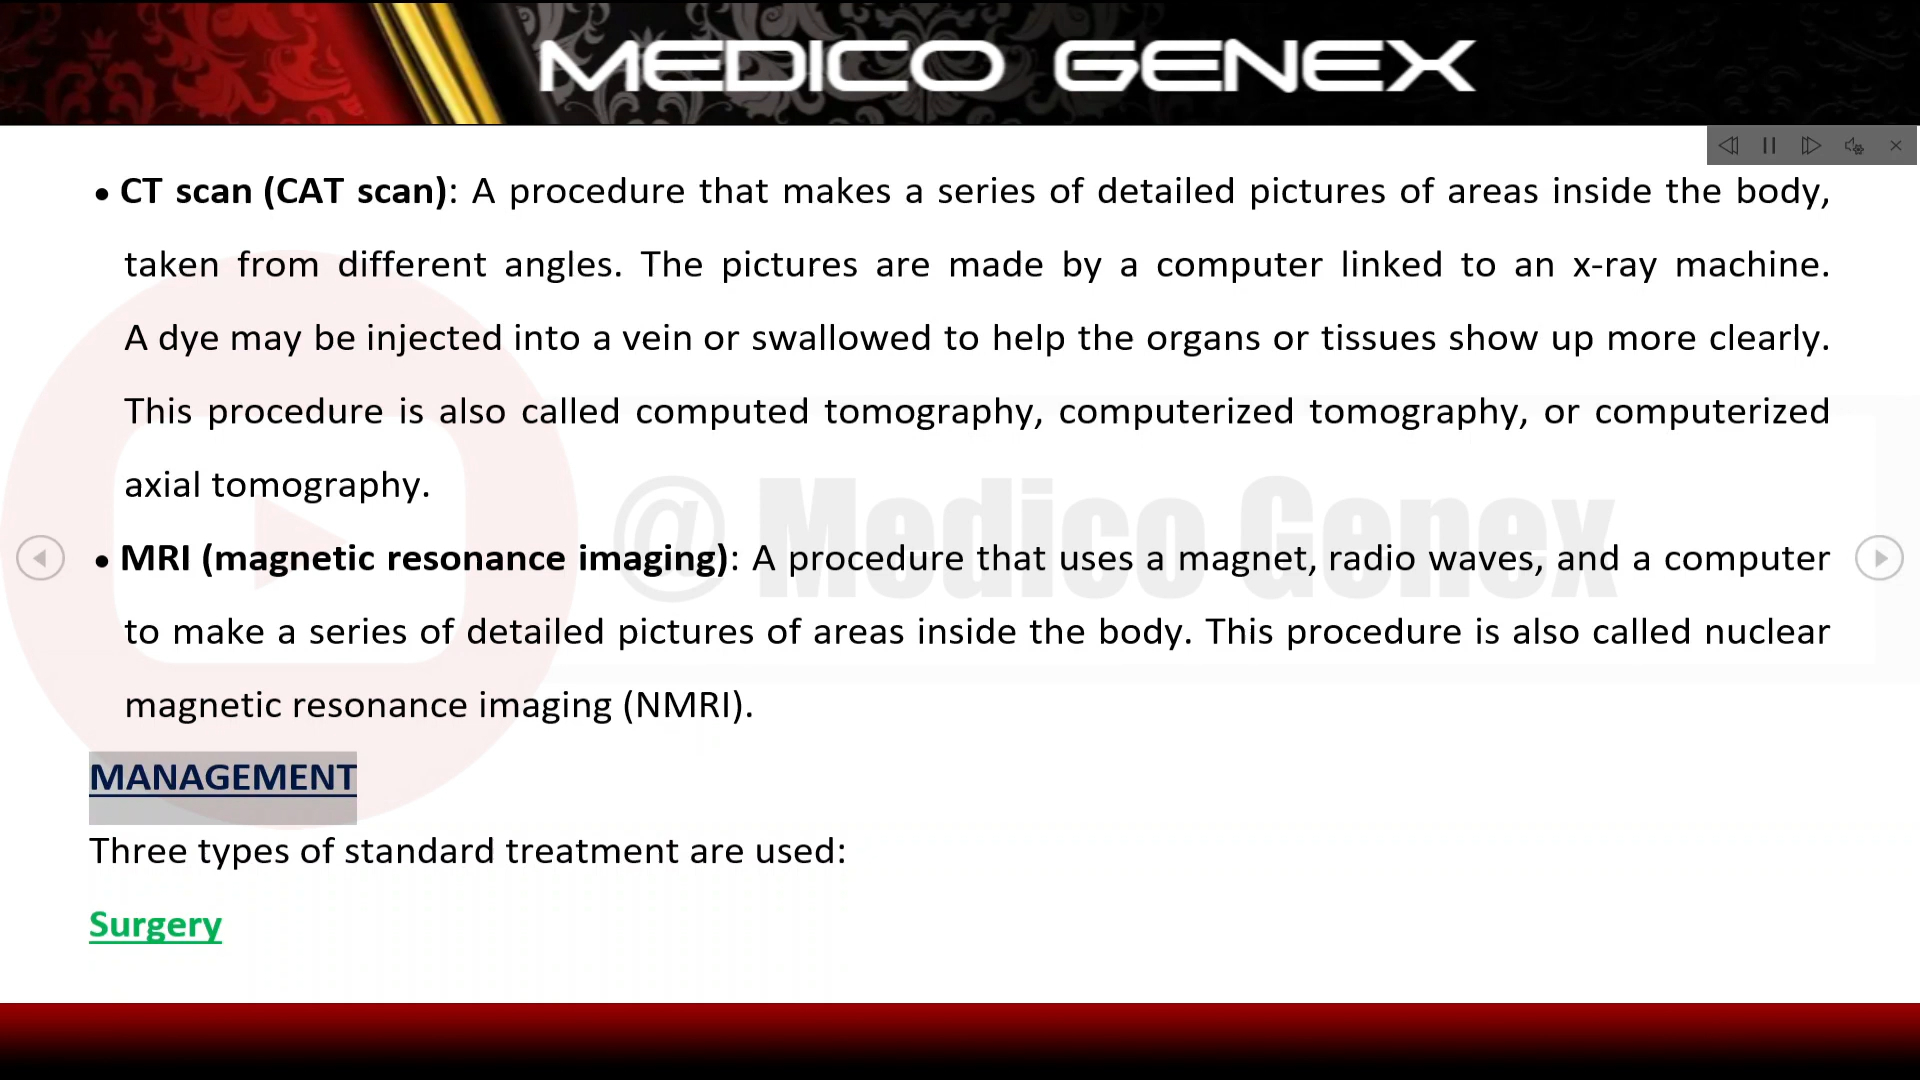 MEDICO GENEX
• CT scan (CAT scan): A procedure that makes a series of detailed pictures of areas inside the body,
taken from different angles. The pictures are made by a computer linked to an x-ray machine.
A dye may be injected into a vein or swallowed to help the organs or tissues show up more clearly.
This procedure is also called computed tomography, computerized tomography, or computerized
axial tomography.
@ Medico Genex
• MRI (magnetic resonance imaging): A procedure that uses a magnet, radio waves, and a computer
to make a series of detailed pictures of areas inside the body. This procedure is also called nuclear
magnetic resonance imaging (NMRI).
MANAGEMENT
Three types of standard treatment are used:
Surgery